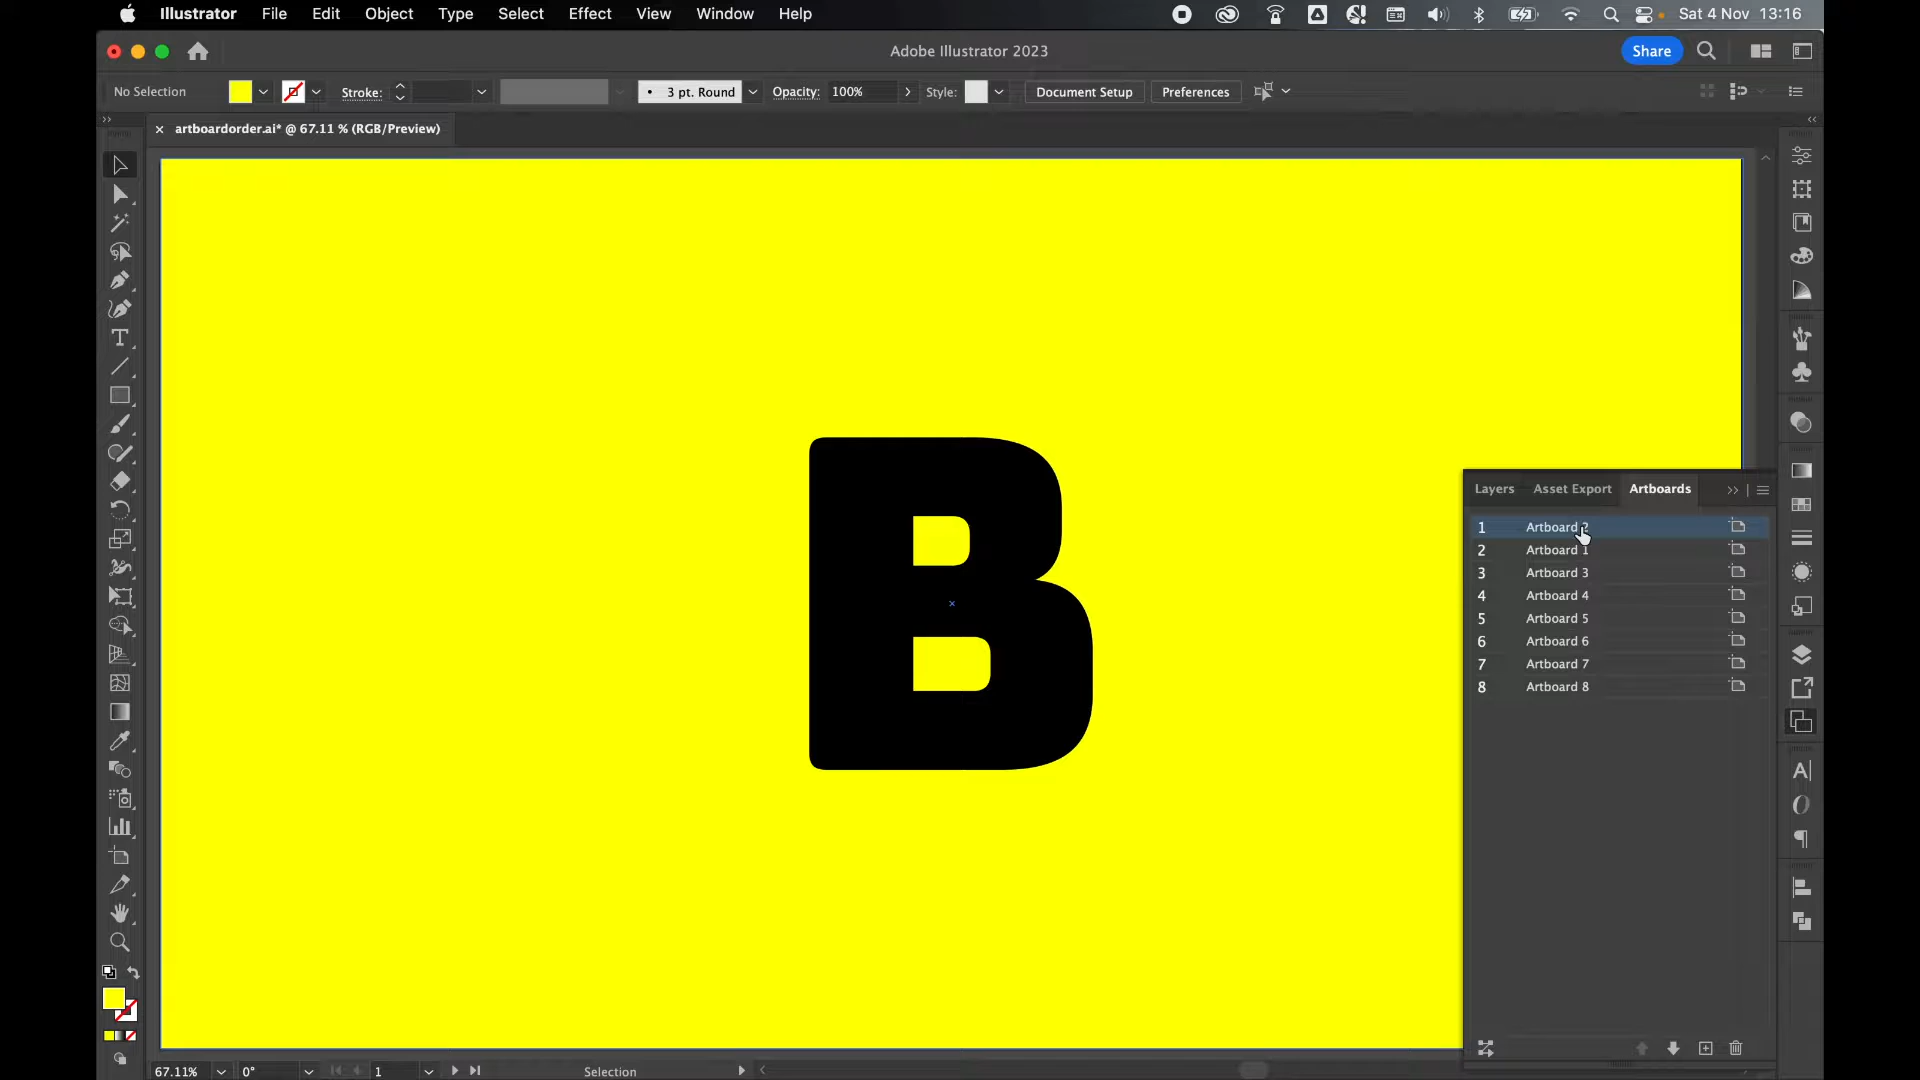 Illustrator File Edit Object Type Select Effect View Window Help Sat 4 Nov 13:16
Adobe Illustrator 2023 Share
No Selection Stroke: 3 pt. Round Opacity: 100% Style: Document Setup Preferences
artboardorder.ai* @ 67.11 % (RGB/Preview)
B
Layers Asset Export Artboards
1 Artboard 2
2 Artboard 1
3 Artboard 3
4 Artboard 4
5 Artboard 5
6 Artboard 6
7 Artboard 7
8 Artboard 8
67.11% 0° 1 Selection